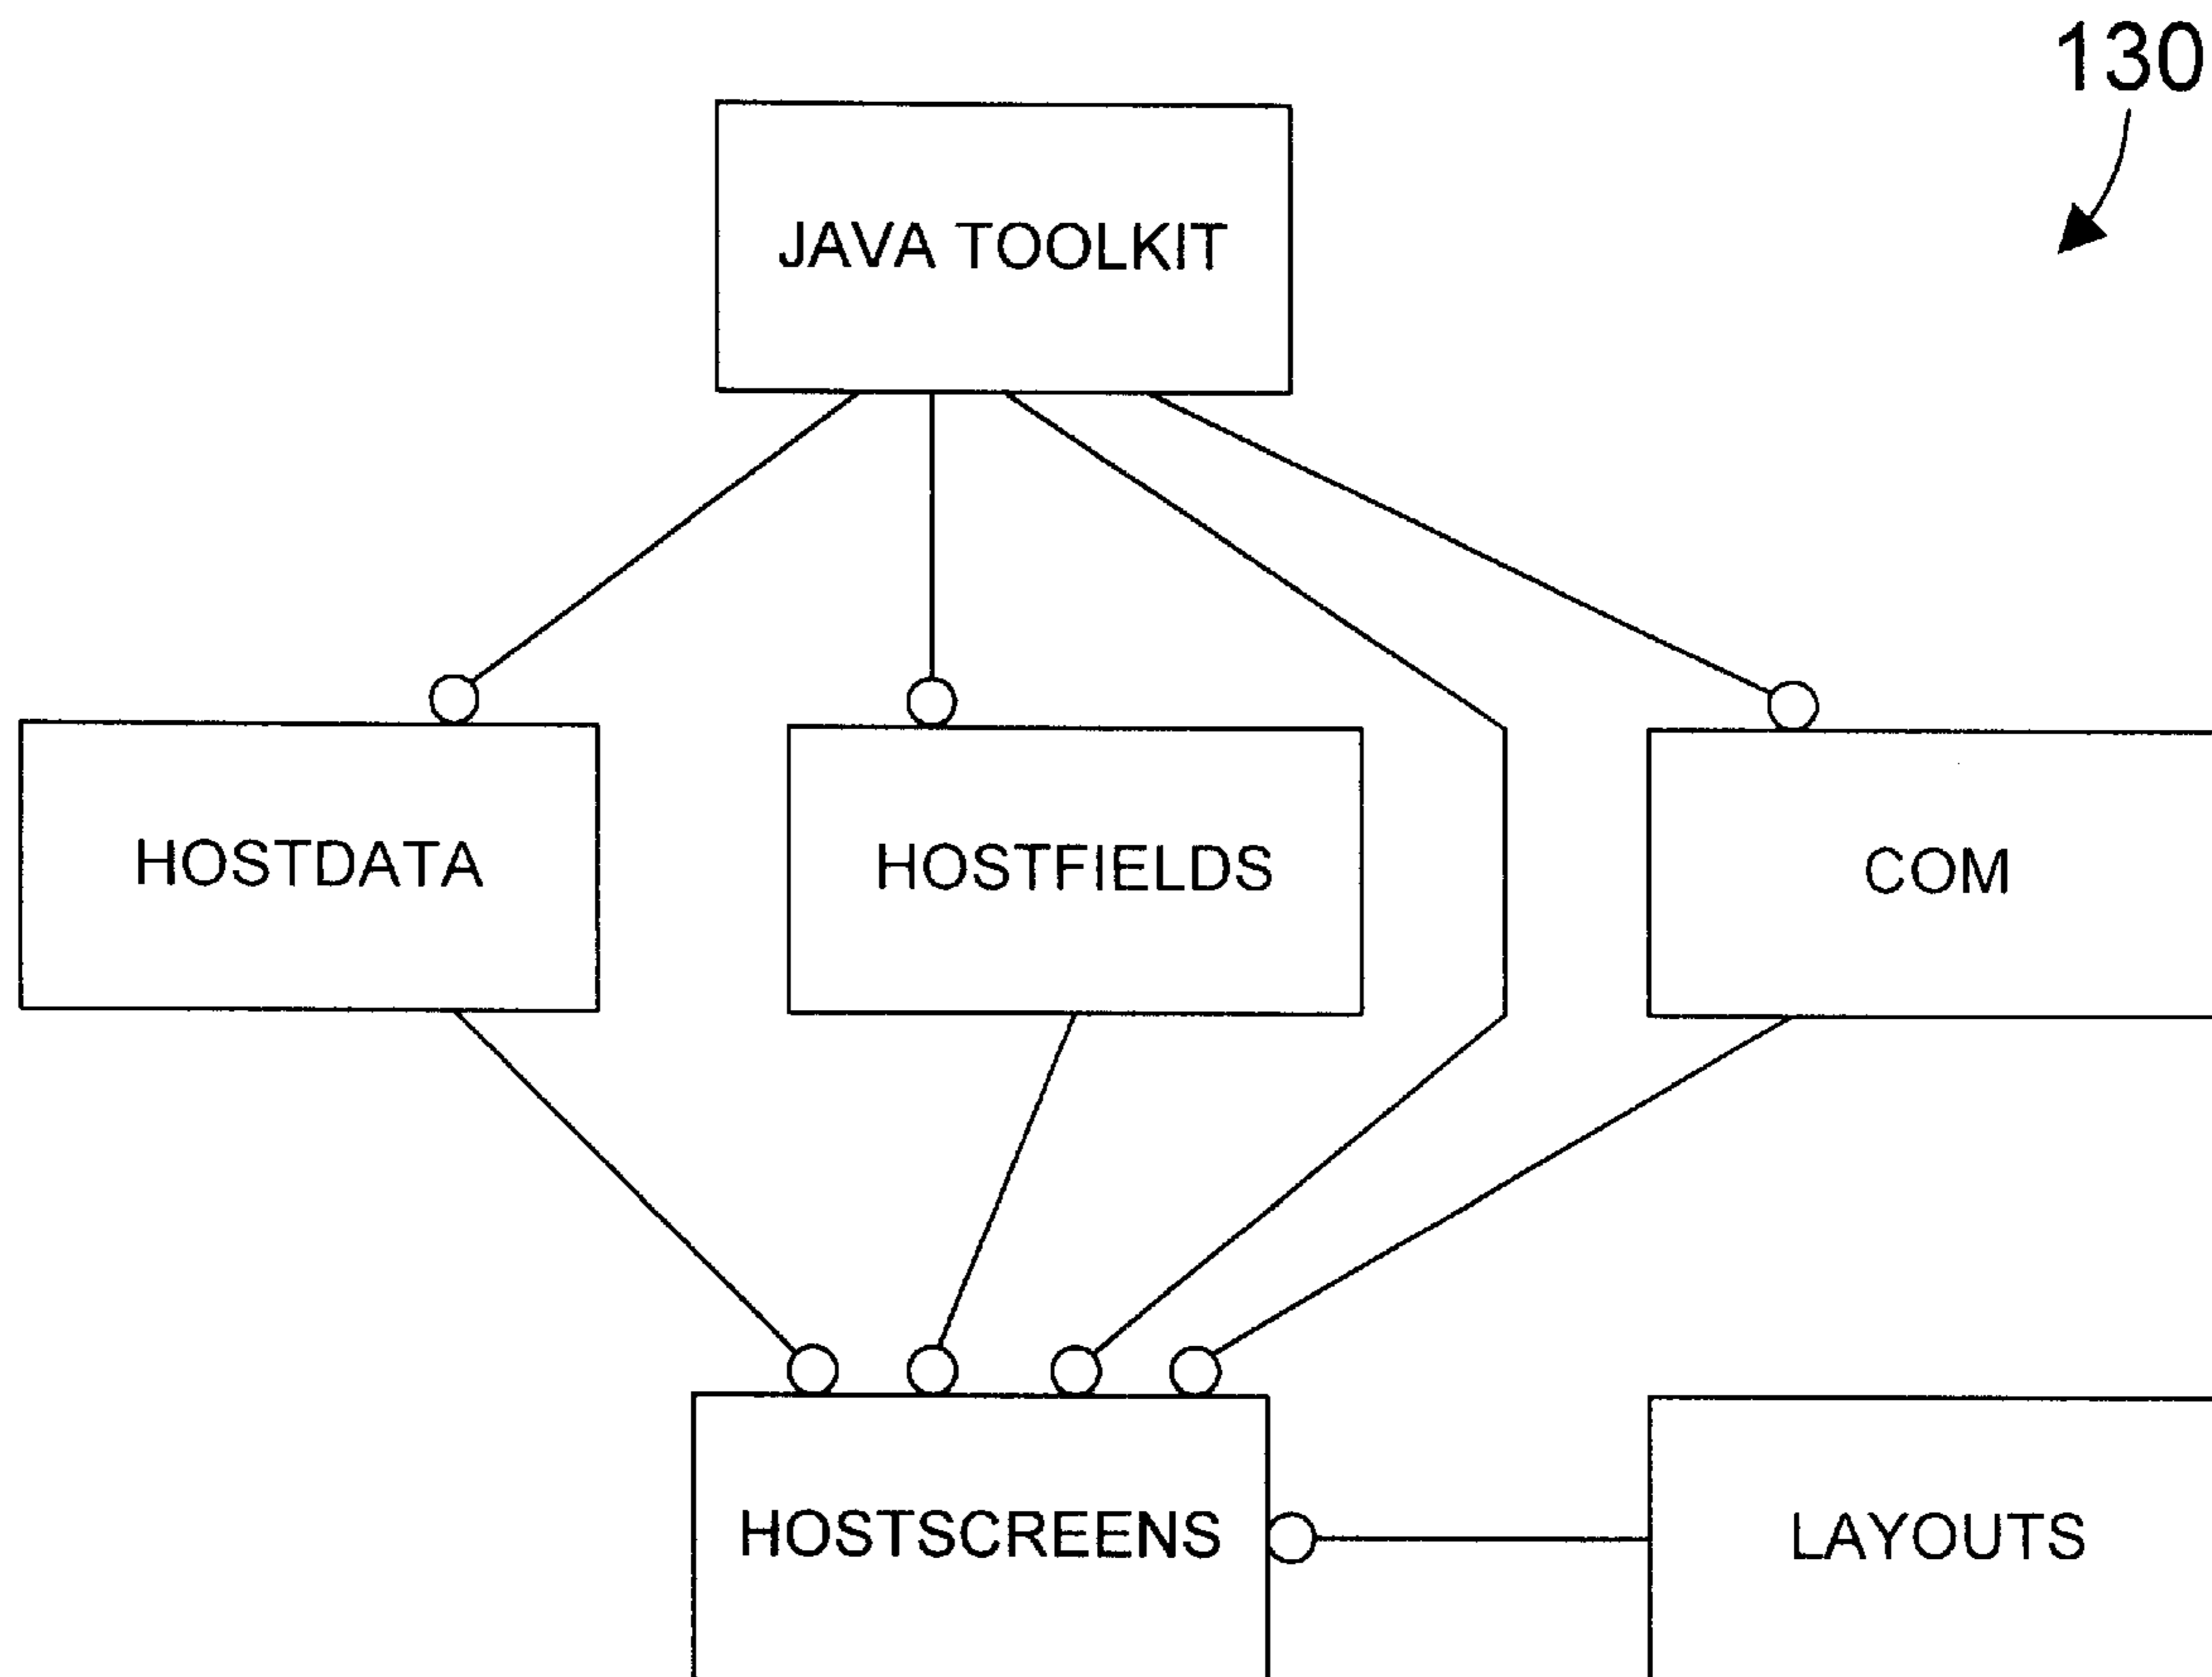 130
JAVA TOOLKIT
HOSTDATA
HOSTFIELDS
COM
HOSTSCREENS
LAYOUTS